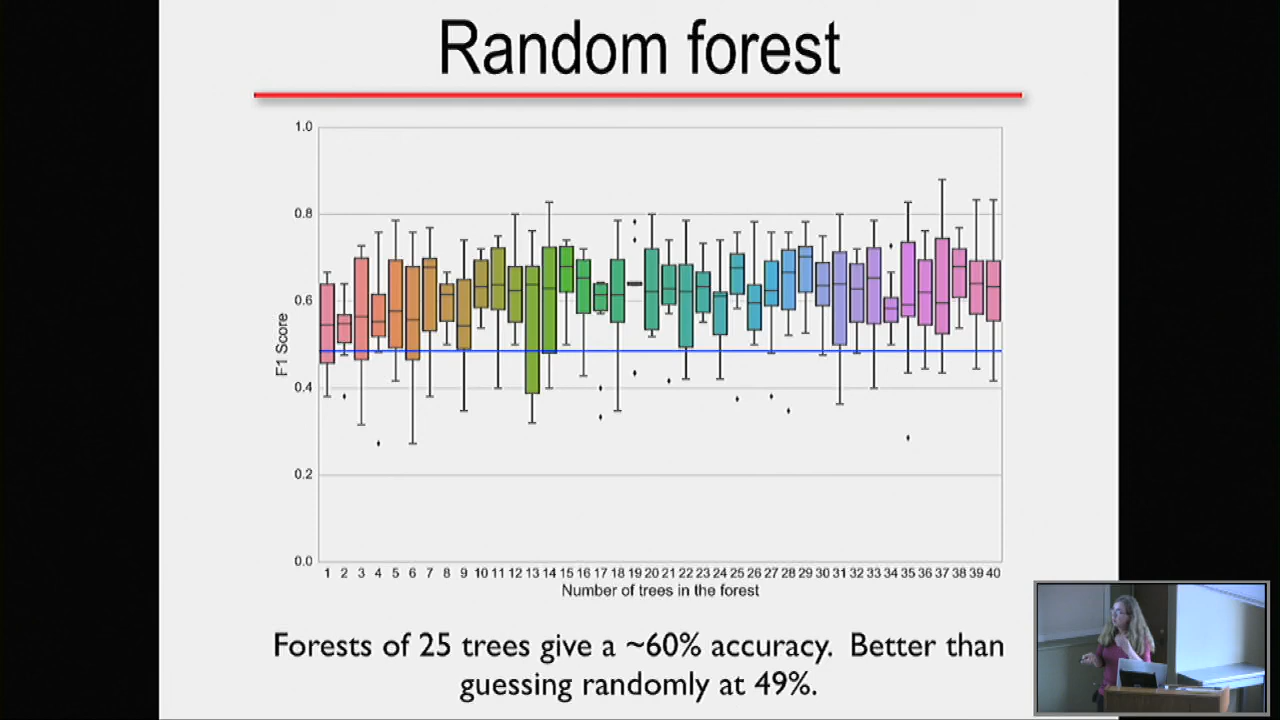 Random forest
1.0
0.8
0.6
0.4
0.2
0.0
F1 Score
1 2 3 4 5 6 7 8 9 10 11 12 13 14 15 16 17 18 19 20 21 22 23 24 25 26 27 28 29 30 31 32 33 34 35 36 37 38 39 40
Number of trees in the forest
Forests of 25 trees give a ~60% accuracy. Better than
guessing randomly at 49%.